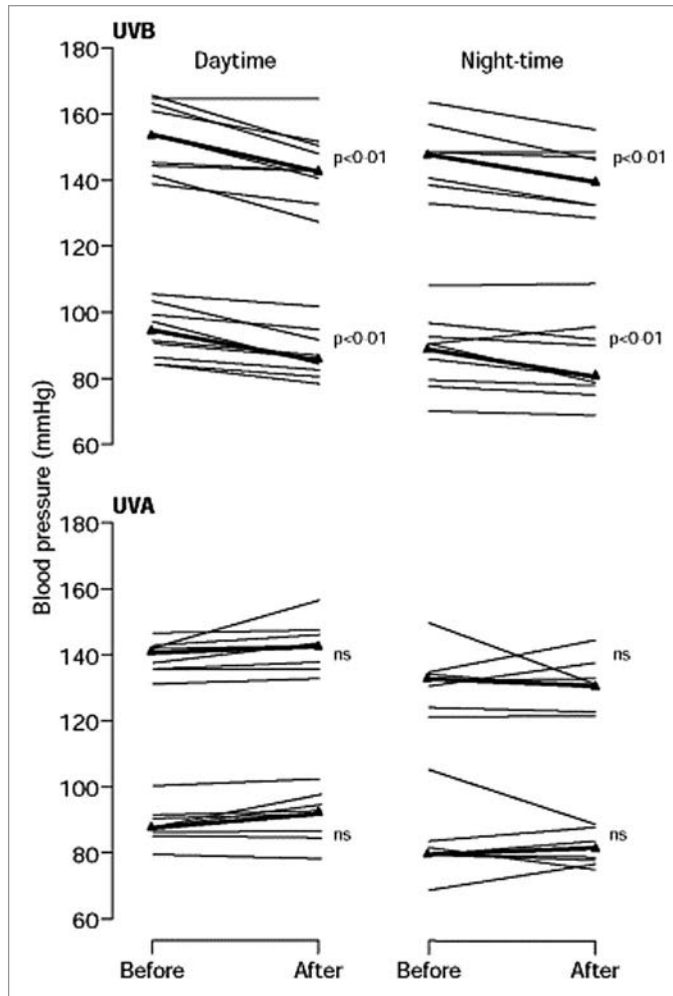 UVB
Daytime Night-time
180
160
p<0·01 p<0·01
140
120
100
p<0·01 p<0·01
80
60
Blood pressure (mmHg)
UVA
180
160
140 ns ns
120
100
80 ns ns
60
Before After Before After